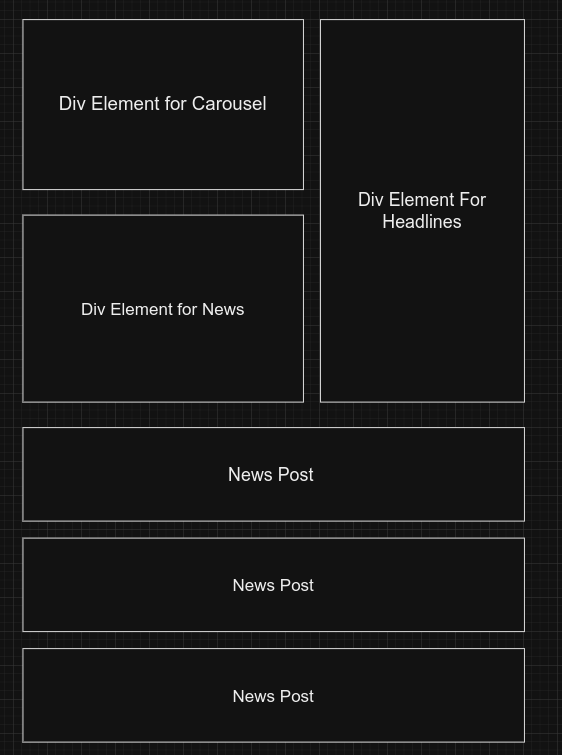 Div Element for Carousel
Div Element For
Headlines
Div Element for News
News Post
News Post
News Post